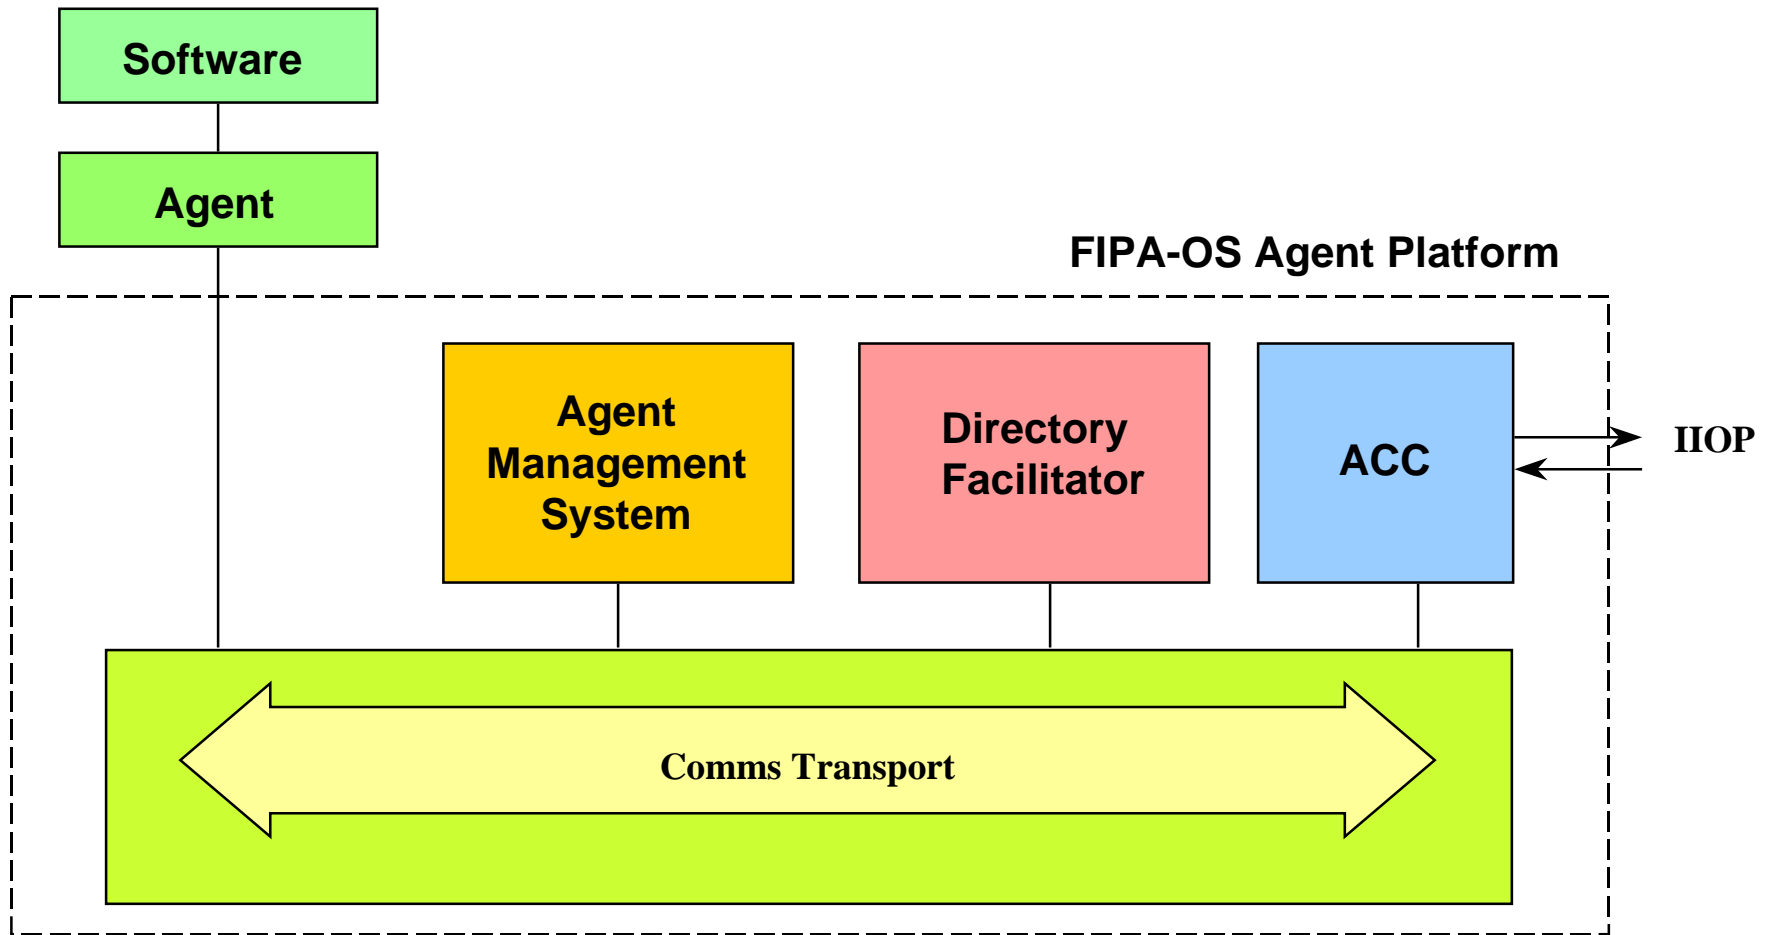 Software
Agent
FIPA-OS Agent Platform
Agent
Management
System
Directory
Facilitator
ACC
IIOP
Comms Transport